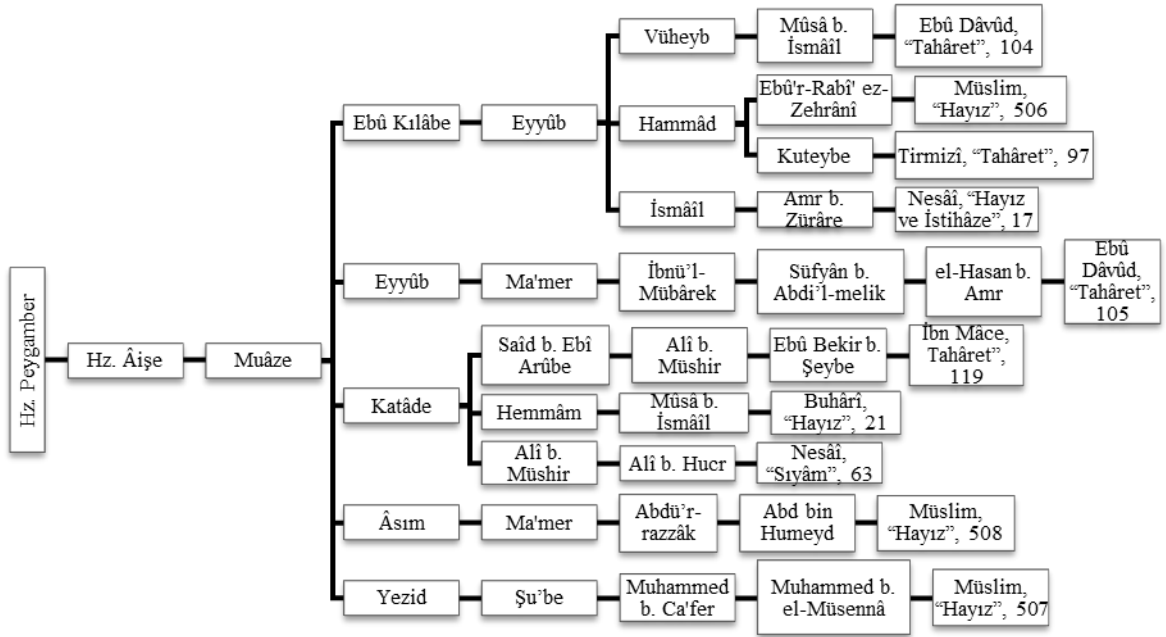 Hz. Peygamber
Hz. Âişe
Muâze
Ebû Kılâbe
Eyyûb
Vüheyb
Mûsâ b.
İsmâîl
Ebû Dâvûd,
“Tahâret”, 104
Hammâd
Ebû'r-Rabî' ez-
Zehrânî
Müslim,
“Hayız”, 506
Kuteybe
Tirmizî, “Tahâret”, 97
İsmâîl
Amr b.
Zürâre
Nesâî, “Hayız
ve İstihâze”, 17
Eyyûb
Ma'mer
İbnü’l-
Mübârek
Süfyân b.
Abdi’l-melik
el-Hasan b.
Amr
Ebû
Dâvûd,
“Tahâret”,
105
Katâde
Saîd b. Ebî
Arûbe
Alî b.
Müshir
Ebû Bekir b.
Şeybe
İbn Mâce,
Tahâret”,
119
Hemmâm
Mûsâ b.
İsmâîl
Buhârî,
“Hayız”, 21
Alî b.
Müshir
Alî b. Hucr
Nesâî,
“Sıyâm”, 63
Âsım
Ma'mer
Abdü’r-
razzâk
Abd bin
Humeyd
Müslim,
“Hayız”, 508
Yezid
Şu’be
Muhammed
b. Ca'fer
Muhammed b.
el-Müsennâ
Müslim,
“Hayız”, 507